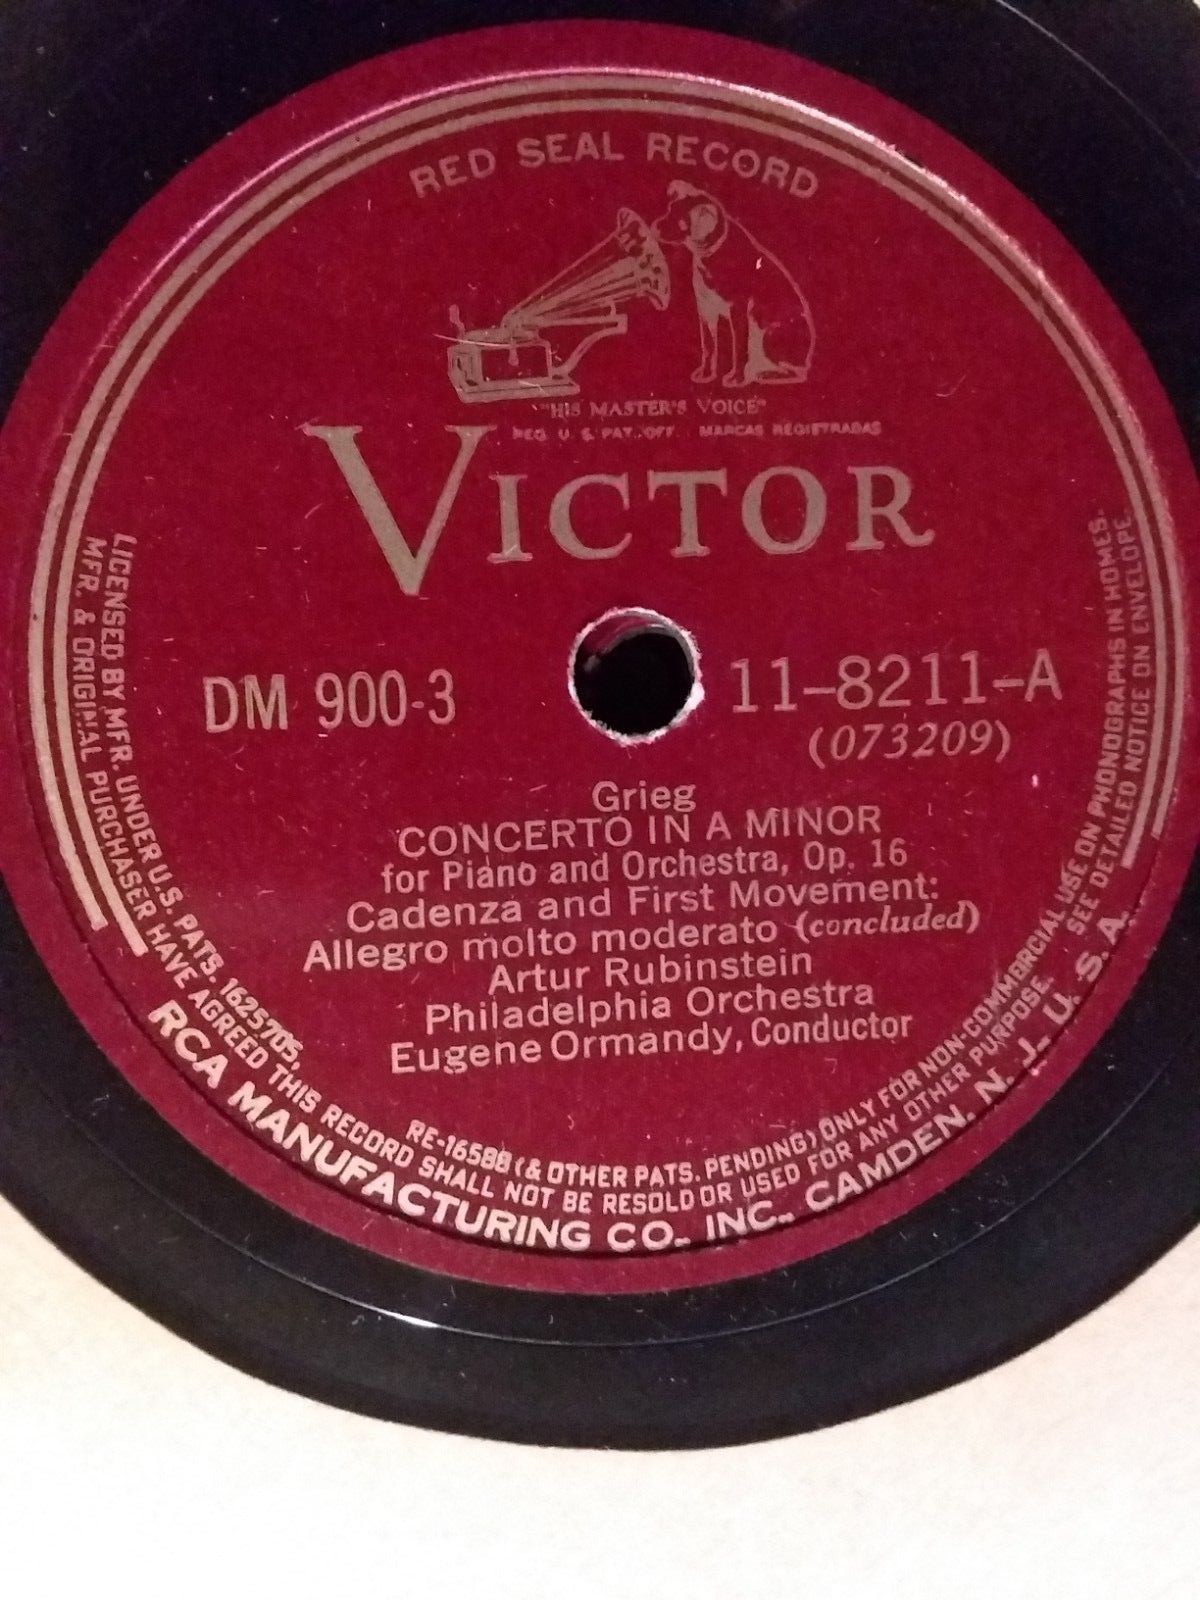 RED SEAL RECORD
"HIS MASTER'S VOICE"
REG. U. S. PAT. OFF. MARCAS REGISTRADAS
VICTOR
DM 900-3
11-8211-A
(073209)
Grieg
CONCERTO IN A MINOR
for Piano and Orchestra, Op. 16
Cadenza and First Movement:
Allegro molto moderato (concluded)
Artur Rubinstein
Philadelphia Orchestra
Eugene Ormandy, Conductor
LICENSED BY MFR. UNDER U.S. PATS. 1625705, RE-16588 (& OTHER PATS. PENDING) ONLY FOR NON-COMMERCIAL USE ON PHONOGRAPHS IN HOMES.
MFR. & ORIGINAL PURCHASER HAVE AGREED THIS RECORD SHALL NOT BE RESOLD OR USED FOR ANY OTHER PURPOSE. SEE DETAILED NOTICE ON ENVELOPE.
RCA MANUFACTURING CO., INC., CAMDEN, N. J., U. S. A.